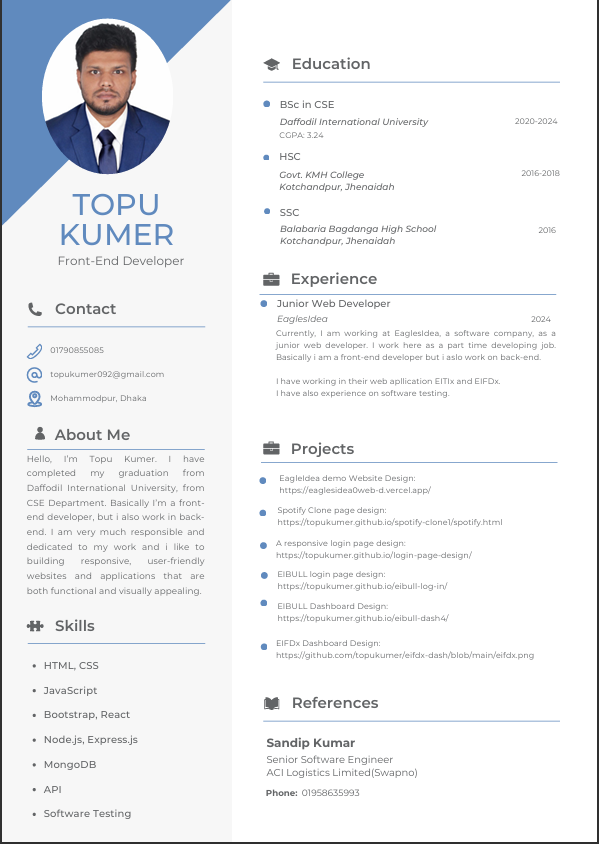 TOPU
KUMER
Front-End Developer
Contact
01790855085
topukumer092@gmail.com
Mohammodpur, Dhaka
About Me
Hello, I'm Topu Kumer. I have
completed my graduation from
Daffodil International University, from
CSE Department. Basically I'm a front-
end developer, but i also work in back-
end. I am very much responsible and
dedicated to my work and i like to
building responsive, user-friendly
websites and applications that are
both functional and visually appealing.
Skills
• HTML, CSS
• JavaScript
• Bootstrap, React
• Node.js, Express.js
• MongoDB
• API
• Software Testing
Education
BSc in CSE
Daffodil International University 2020-2024
CGPA: 3.24
HSC
Govt. KMH College 2016-2018
Kotchandpur, Jhenaidah
SSC
Balabaria Bagdanga High School 2016
Kotchandpur, Jhenaidah
Experience
Junior Web Developer
EaglesIdea 2024
Currently, I am working at EaglesIdea, a software company, as a
junior web developer. I work here as a part time developing job.
Basically i am a front-end developer but i aslo work on back-end.
I have working in their web apllication EITIx and EIFDx.
I have also experience on software testing.
Projects
EagleIdea demo Website Design:
https://eaglesidea0web-d.vercel.app/
Spotify Clone page design:
https://topukumer.github.io/spotify-clone1/spotify.html
A responsive login page design:
https://topukumer.github.io/login-page-design/
EIBULL login page design:
https://topukumer.github.io/eibull-log-in/
EIBULL Dashboard Design:
https://topukumer.github.io/eibull-dash4/
EIFDx Dashboard Design:
https://github.com/topukumer/eifdx-dash/blob/main/eifdx.png
References
Sandip Kumar
Senior Software Engineer
ACI Logistics Limited(Swapno)
Phone: 01958635993